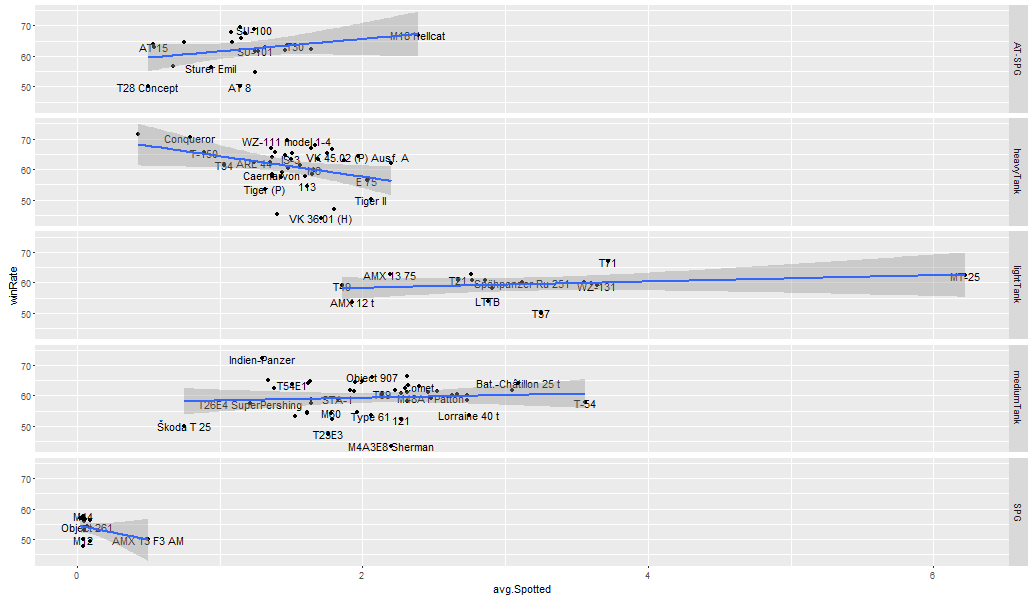 70
60
50
AT-SPG
SU-100
M18 Hellcat
AT 15
T30
SU-101
Sturer Emil
T28 Concept
AT 8
70
60
50
heavyTank
Conqueror
WZ-111 model 1-4
T-150
VK 45.02 (P) Ausf. A
T34
ARE 44
IS-3
Caernarvon
113
E 75
Tiger (P)
Tiger II
VK 36.01 (H)
winRate
70
60
50
lightTank
T71
AMX 13 75
MT-25
T49
T21
Spähpanzer Ru 251
WZ-131
AMX 12 t
LTTB
T37
70
60
50
mediumTank
Indien-Panzer
Object 907
T54E1
Comet
Bat.-Châtillon 25 t
T69
STA-1
M48A1 Patton
T26E4 SuperPershing
T-54
M60
Type 61
121
Lorraine 40 t
Škoda T 25
T25E3
M4A3E8 Sherman
70
60
50
SPG
M44
Object 261
M12
AMX 13 F3 AM
0
2
4
6
avg.Spotted